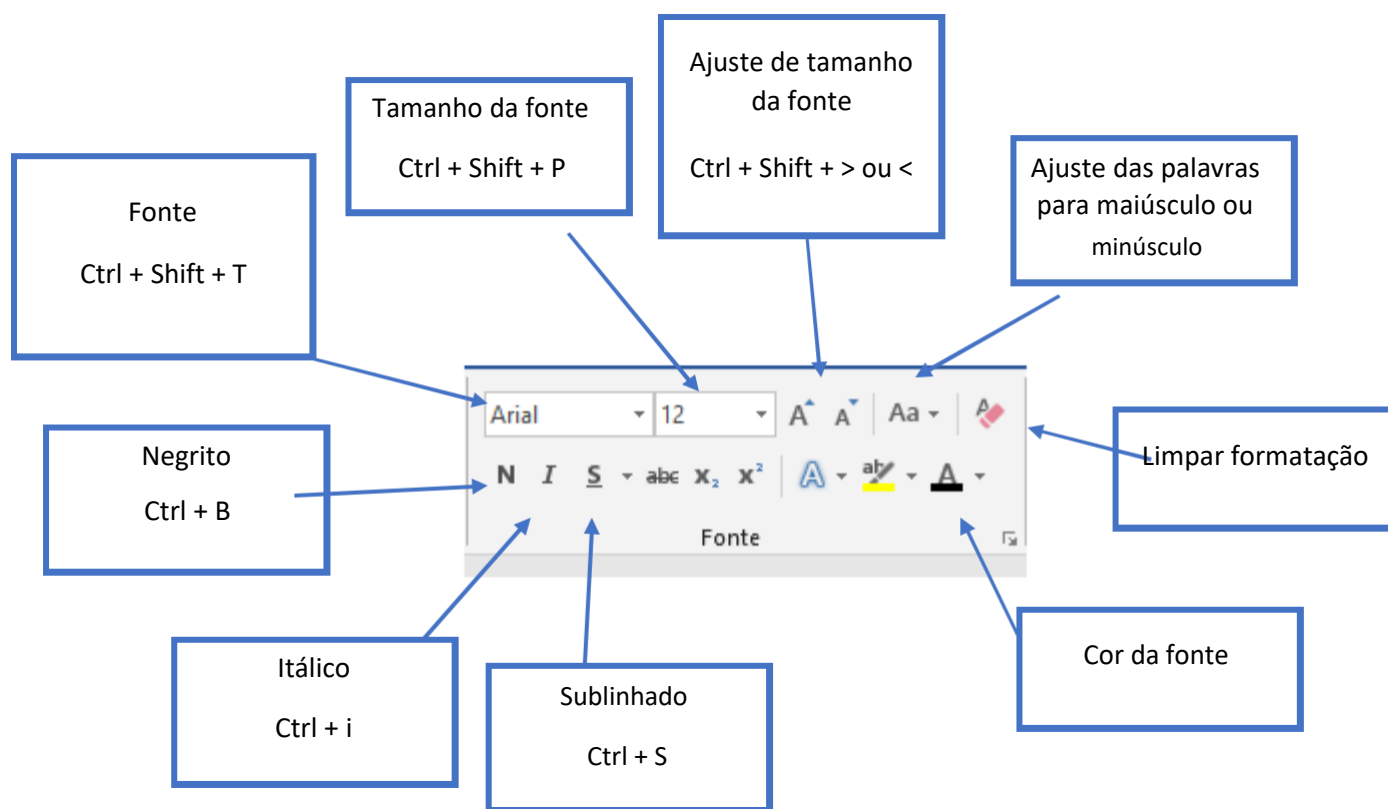 Ajuste de tamanho
da fonte
Ctrl + Shift + > ou <
Tamanho da fonte
Ctrl + Shift + P
Ajuste das palavras
para maiúsculo ou
minúsculo
Fonte
Ctrl + Shift + T
Arial
12
A
A
Aa
A
Limpar formatação
Negrito
Ctrl + B
N
I
S
abc
X₂
X²
A
ab
A
Fonte
Itálico
Ctrl + i
Sublinhado
Ctrl + S
Cor da fonte